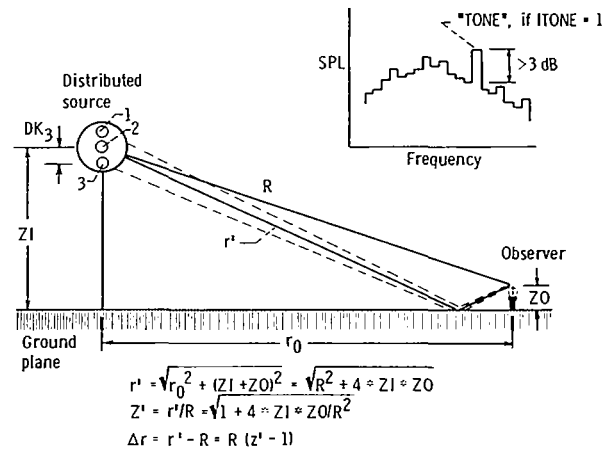 "TONE", if ITONE = 1
SPL
>3 dB
Frequency
Distributed
source
1
2
3
DK3
ZI
R
r'
Observer
ZO
Ground
plane
r0
r' = √r0² + (ZI +ZO)² = √R² + 4 * ZI * ZO
Z' = r'/R = √1 + 4 * ZI * ZO/R²
Δr = r' - R = R (z' - 1)